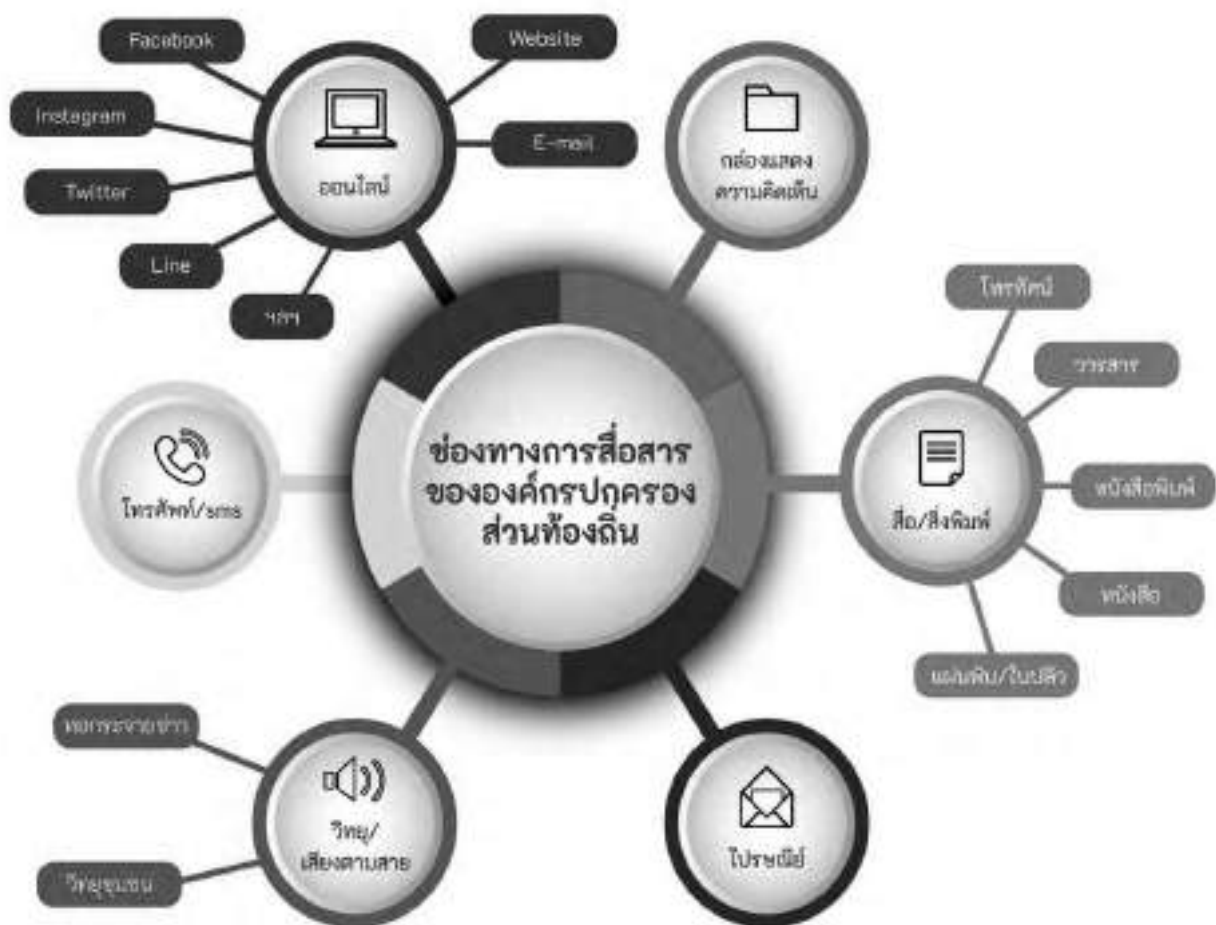 Facebook
Website
Instagram
E-mail
Twitter
Line
ฯลฯ
ออนไลน์
กล่องแสดง
ความคิดเห็น
โทรทัศน์
วารสาร
หนังสือพิมพ์
หนังสือ
แผ่นพับ/ใบปลิว
สื่อ/สิ่งพิมพ์
ช่องทางการสื่อสาร
ขององค์กรปกครอง
ส่วนท้องถิ่น
โทรศัพท์/sms
หอกระจายข่าว
วิทยุชุมชน
วิทยุ/
เสียงตามสาย
ไปรษณีย์